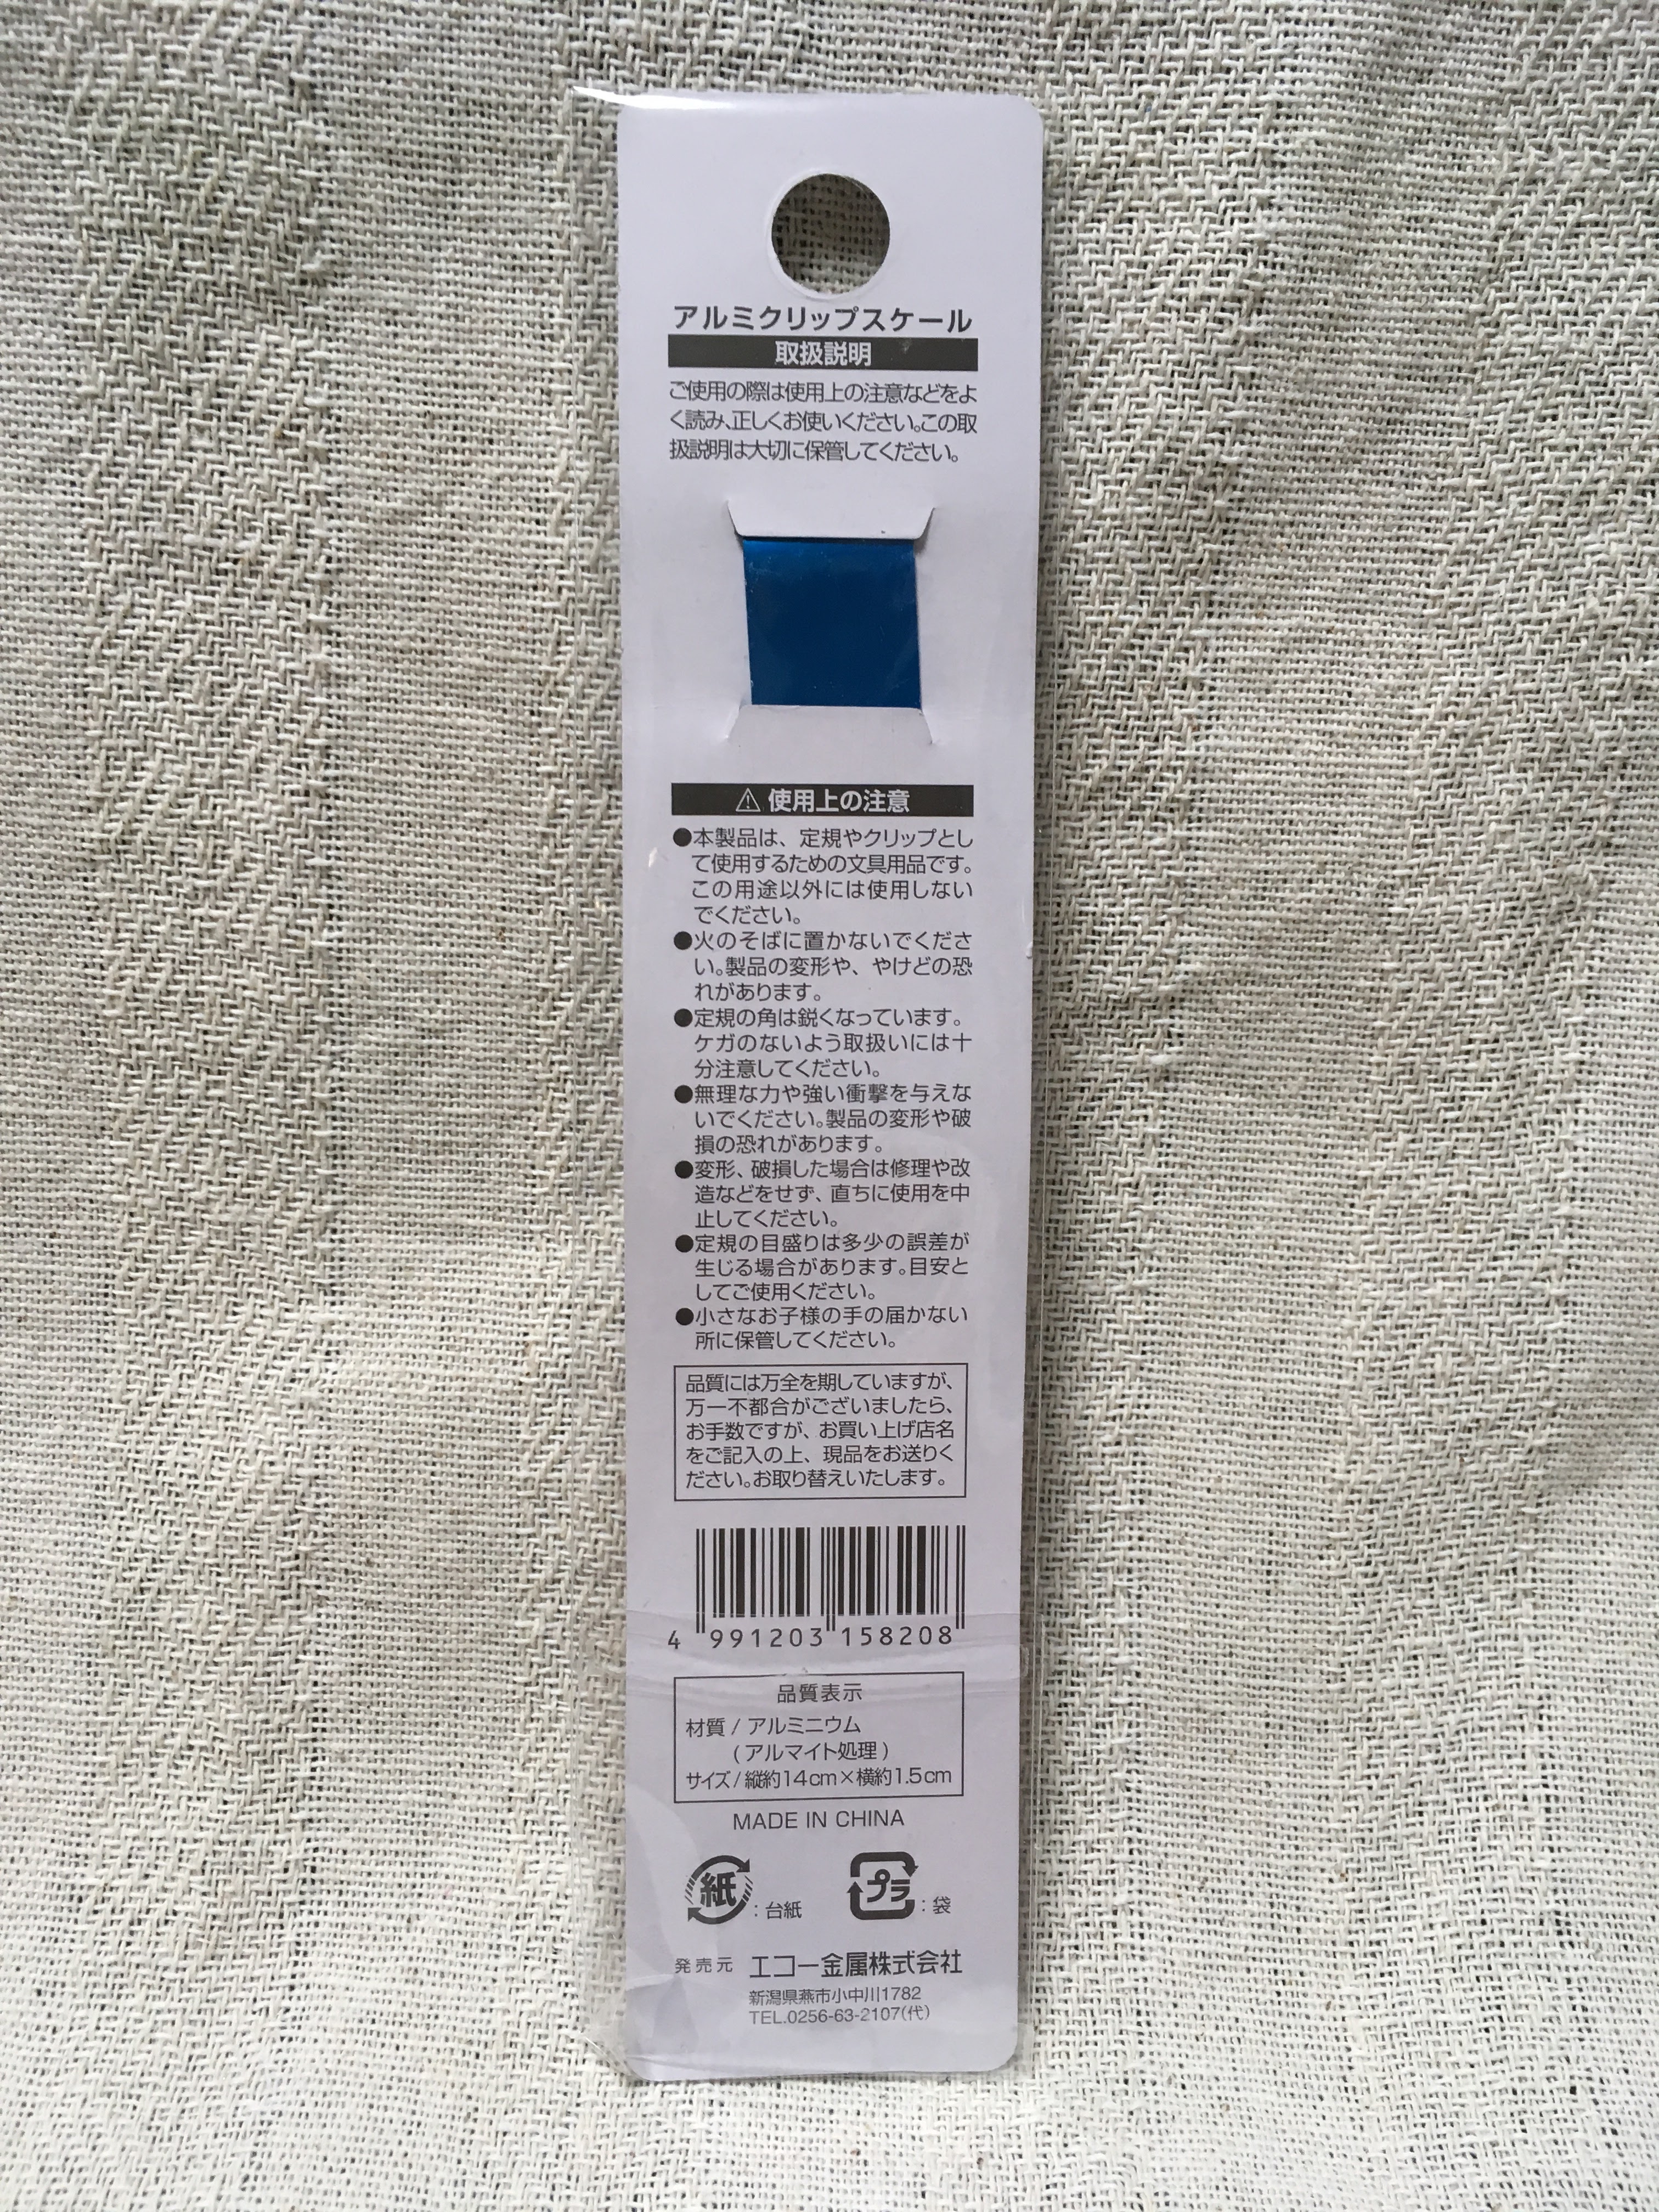 アルミクリップスケール
取扱説明
ご使用の際は使用上の注意などをよ
く読み、正しくお使いください。この取
扱説明は大切に保管してください。
⚠ 使用上の注意
●本製品は、定規やクリップとし
て使用するための文具用品です。
この用途以外には使用しない
でください。
●火のそばに置かないでくださ
い。製品の変形や、やけどの恐
れがあります。
●定規の角は鋭くなっています。
ケガのないよう取扱いには十
分注意してください。
●無理な力や強い衝撃を与えな
いでください。製品の変形や破
損の恐れがあります。
●変形、破損した場合は修理や改
造などをせず、直ちに使用を中
止してください。
●定規の目盛りは多少の誤差が
生じる場合があります。目安と
してご使用ください。
●小さなお子様の手の届かない
所に保管してください。
品質には万全を期していますが、
万一不都合がございましたら、
お手数ですが、お買い上げ店名
をご記入の上、現品をお送りく
ださい。お取り替えいたします。
4 991203 158208
品質表示
材質 / アルミニウム
( アルマイト処理 )
サイズ / 縦約14cm×横約1.5cm
MADE IN CHINA
紙 : 台紙 プラ : 袋
発売元 エコー金属株式会社
新潟県燕市小中川1782
TEL.0256-63-2107(代)